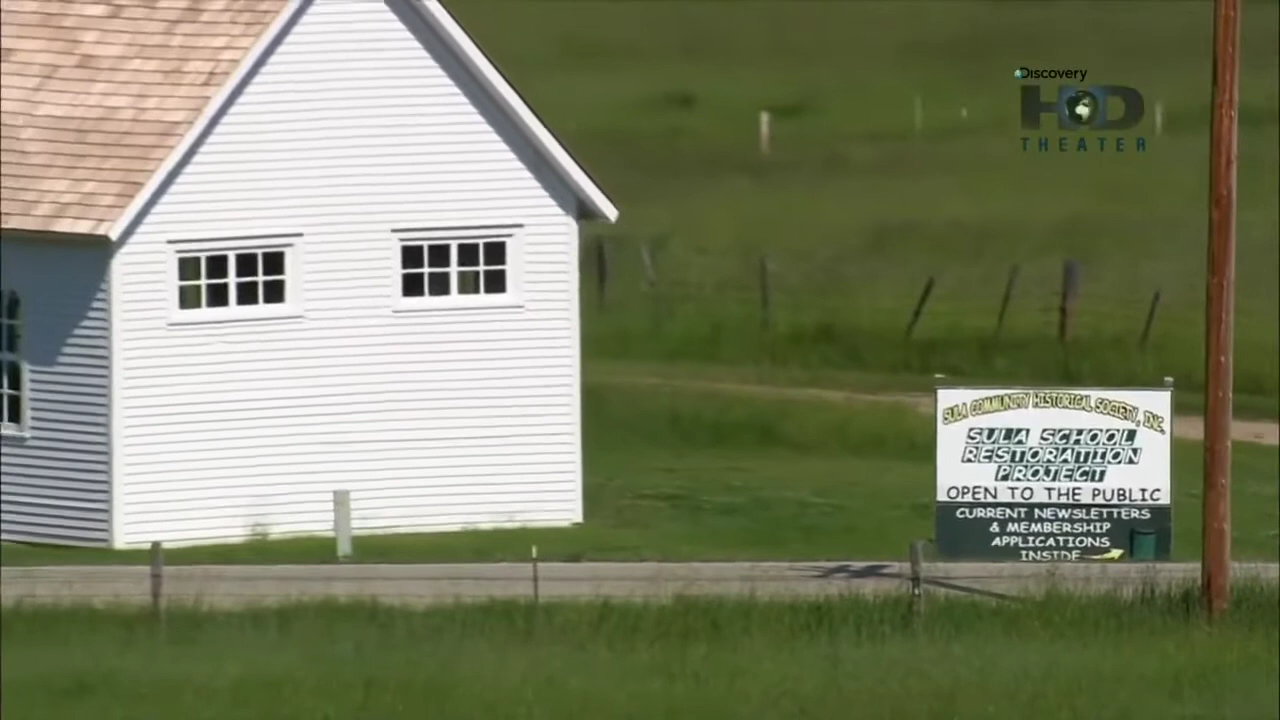 Discovery
HD
THEATER
SULA COMMUNITY HISTORICAL SOCIETY, INC.
SULA SCHOOL
RESTORATION
PROJECT
OPEN TO THE PUBLIC
CURRENT NEWSLETTERS
& MEMBERSHIP
APPLICATIONS
INSIDE